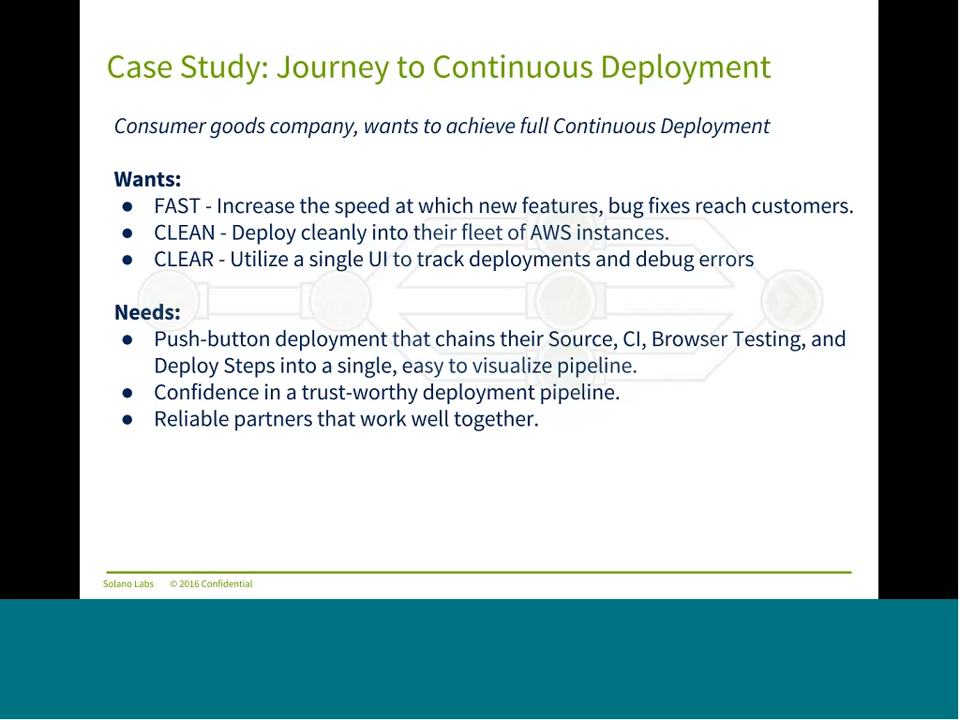 Case Study: Journey to Continuous Deployment
Consumer goods company, wants to achieve full Continuous Deployment
Wants:
● FAST - Increase the speed at which new features, bug fixes reach customers.
● CLEAN - Deploy cleanly into their fleet of AWS instances.
● CLEAR - Utilize a single UI to track deployments and debug errors
Needs:
● Push-button deployment that chains their Source, CI, Browser Testing, and
Deploy Steps into a single, easy to visualize pipeline.
● Confidence in a trust-worthy deployment pipeline.
● Reliable partners that work well together.
Solano Labs © 2016 Confidential